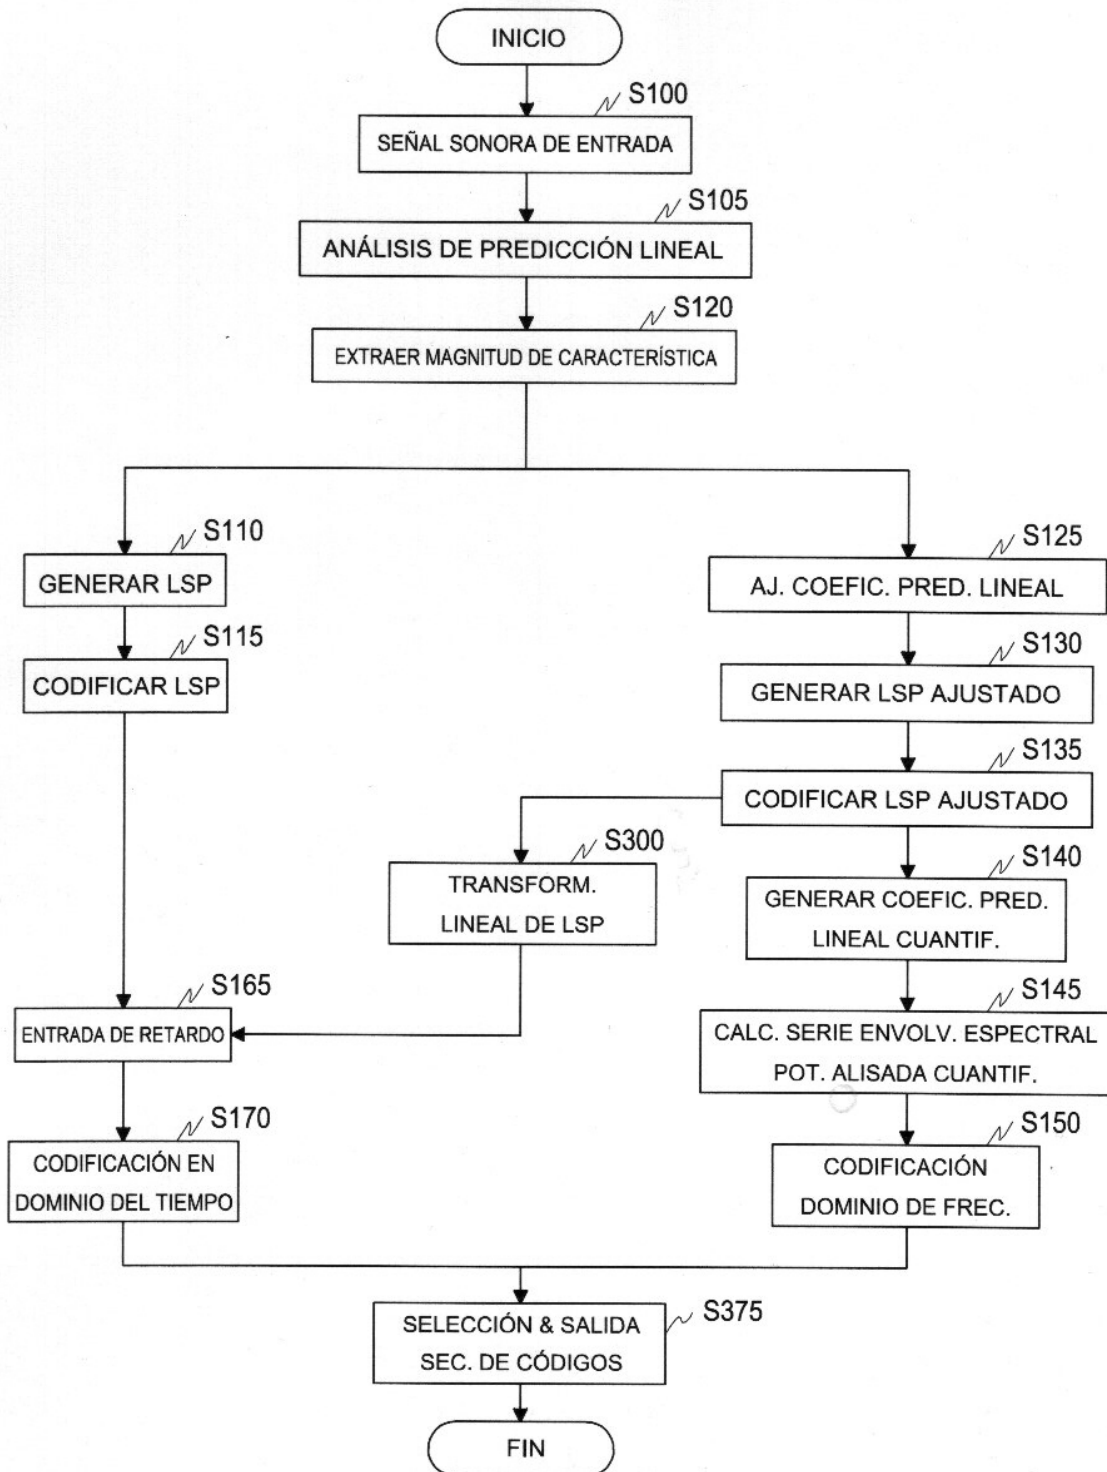 INICIO
S100
SEÑAL SONORA DE ENTRADA
S105
ANÁLISIS DE PREDICCIÓN LINEAL
S120
EXTRAER MAGNITUD DE CARACTERÍSTICA
S110
GENERAR LSP
S125
AJ. COEFIC. PRED. LINEAL
S115
CODIFICAR LSP
S130
GENERAR LSP AJUSTADO
S135
CODIFICAR LSP AJUSTADO
S300
TRANSFORM.
LINEAL DE LSP
S140
GENERAR COEFIC. PRED.
LINEAL CUANTIF.
S165
ENTRADA DE RETARDO
S145
CALC. SERIE ENVOLV. ESPECTRAL
POT. ALISADA CUANTIF.
S170
CODIFICACIÓN EN
DOMINIO DEL TIEMPO
S150
CODIFICACIÓN
DOMINIO DE FREC.
S375
SELECCIÓN & SALIDA
SEC. DE CÓDIGOS
FIN